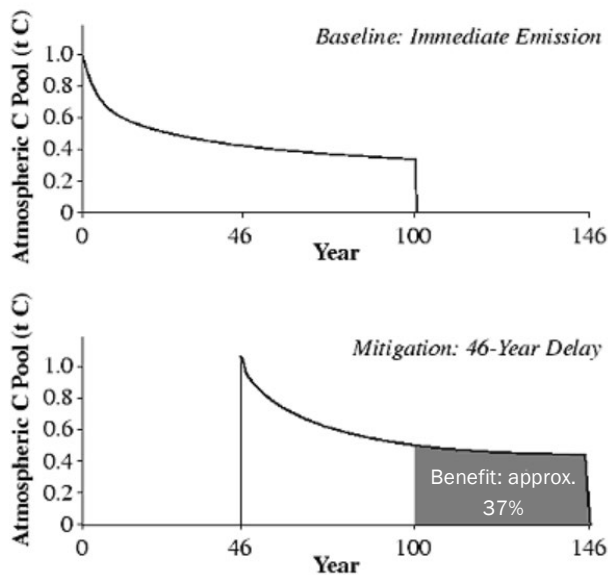 Baseline: Immediate Emission
Atmospheric C Pool (t C)
1.0
0.8
0.6
0.4
0.2
0
0 46 100 146
Year
Mitigation: 46-Year Delay
Atmospheric C Pool (t C)
1.0
0.8
0.6
0.4
0.2
0
Benefit: approx.
37%
0 46 100 146
Year